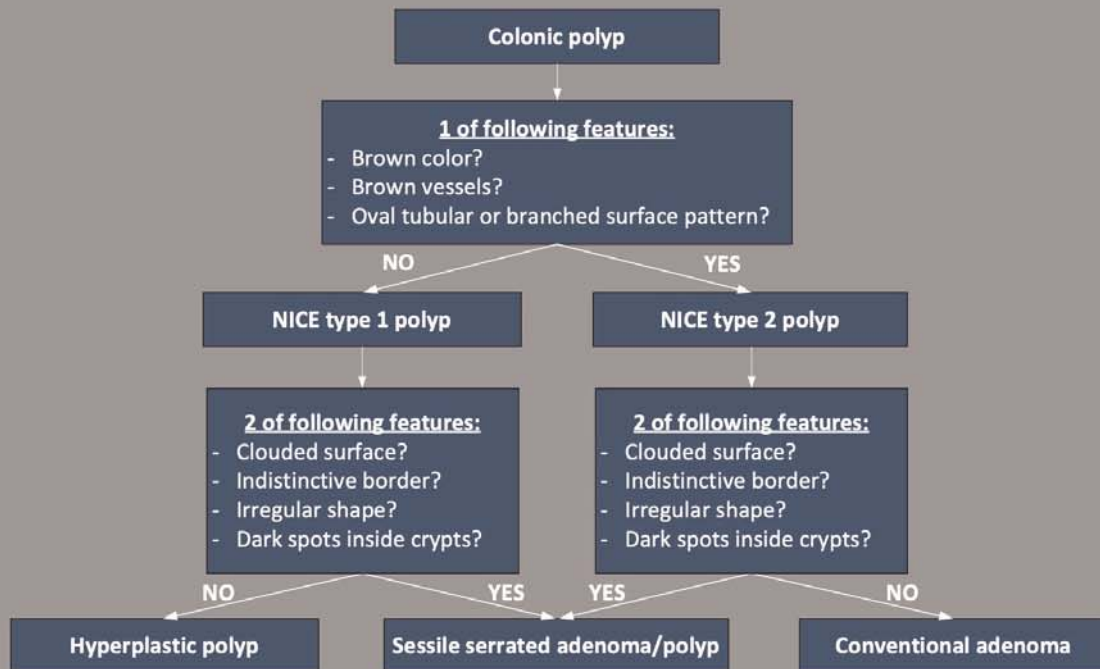 Colonic polyp
1 of following features:
- Brown color?
- Brown vessels?
- Oval tubular or branched surface pattern?
NO
YES
NICE type 1 polyp
NICE type 2 polyp
2 of following features:
- Clouded surface?
- Indistinctive border?
- Irregular shape?
- Dark spots inside crypts?
2 of following features:
- Clouded surface?
- Indistinctive border?
- Irregular shape?
- Dark spots inside crypts?
NO
YES
YES
NO
Hyperplastic polyp
Sessile serrated adenoma/polyp
Conventional adenoma